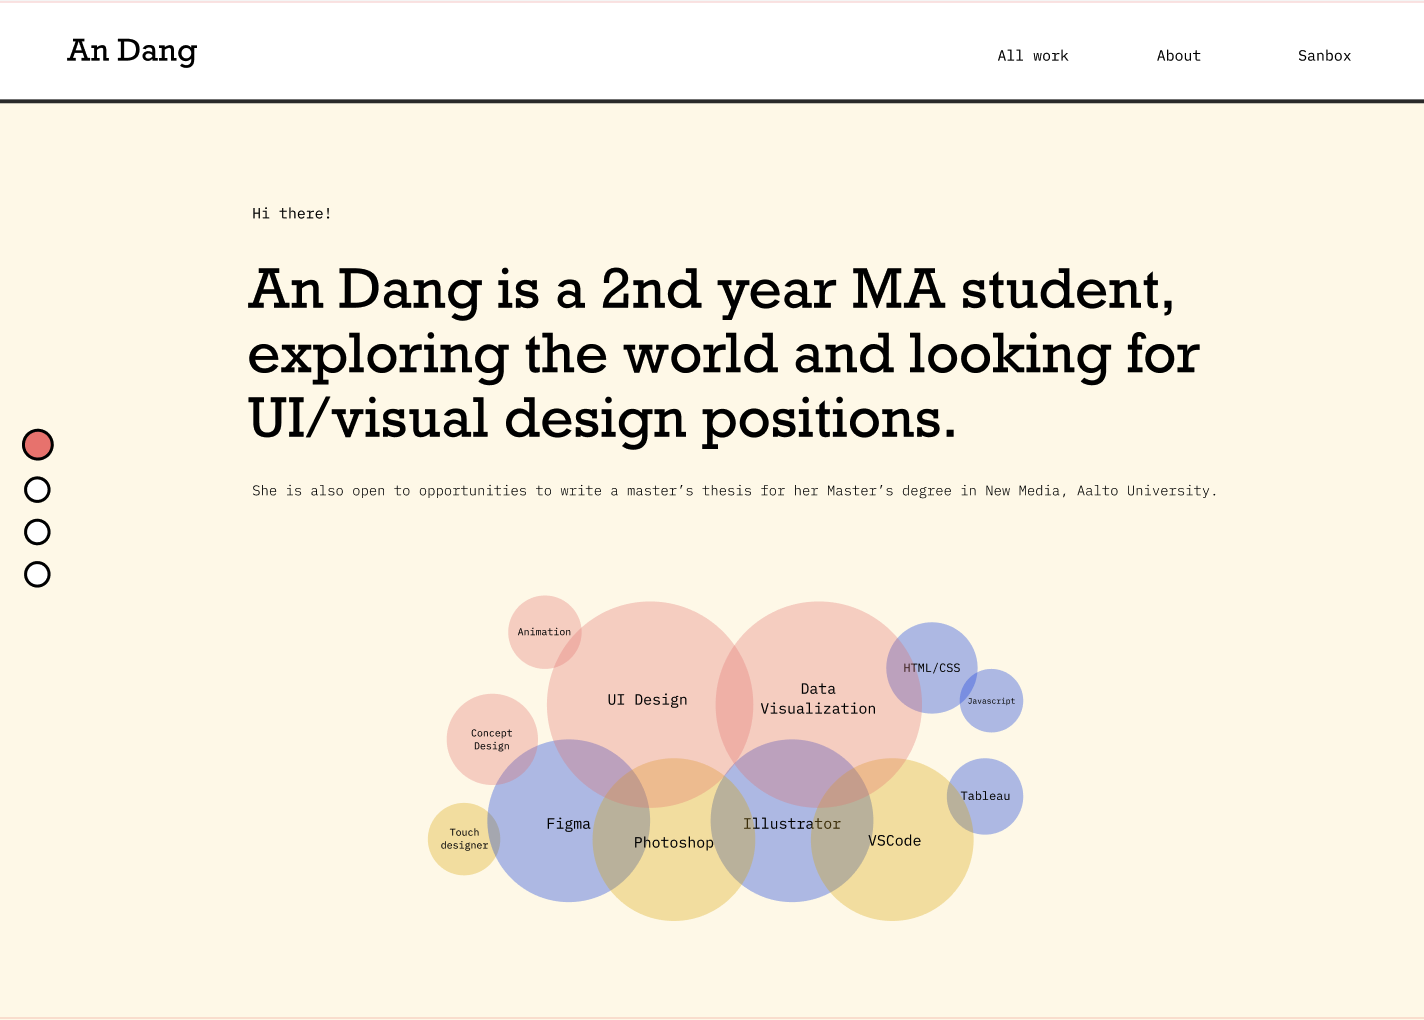 An Dang
All work
About
Sanbox
Hi there!
An Dang is a 2nd year MA student,
exploring the world and looking for
UI/visual design positions.
She is also open to opportunities to write a master’s thesis for her Master’s degree in New Media, Aalto University.
Animation
UI Design
Data
Visualization
HTML/CSS
Javascript
Concept
Design
Tableau
Touch
designer
Figma
Photoshop
Illustrator
VSCode